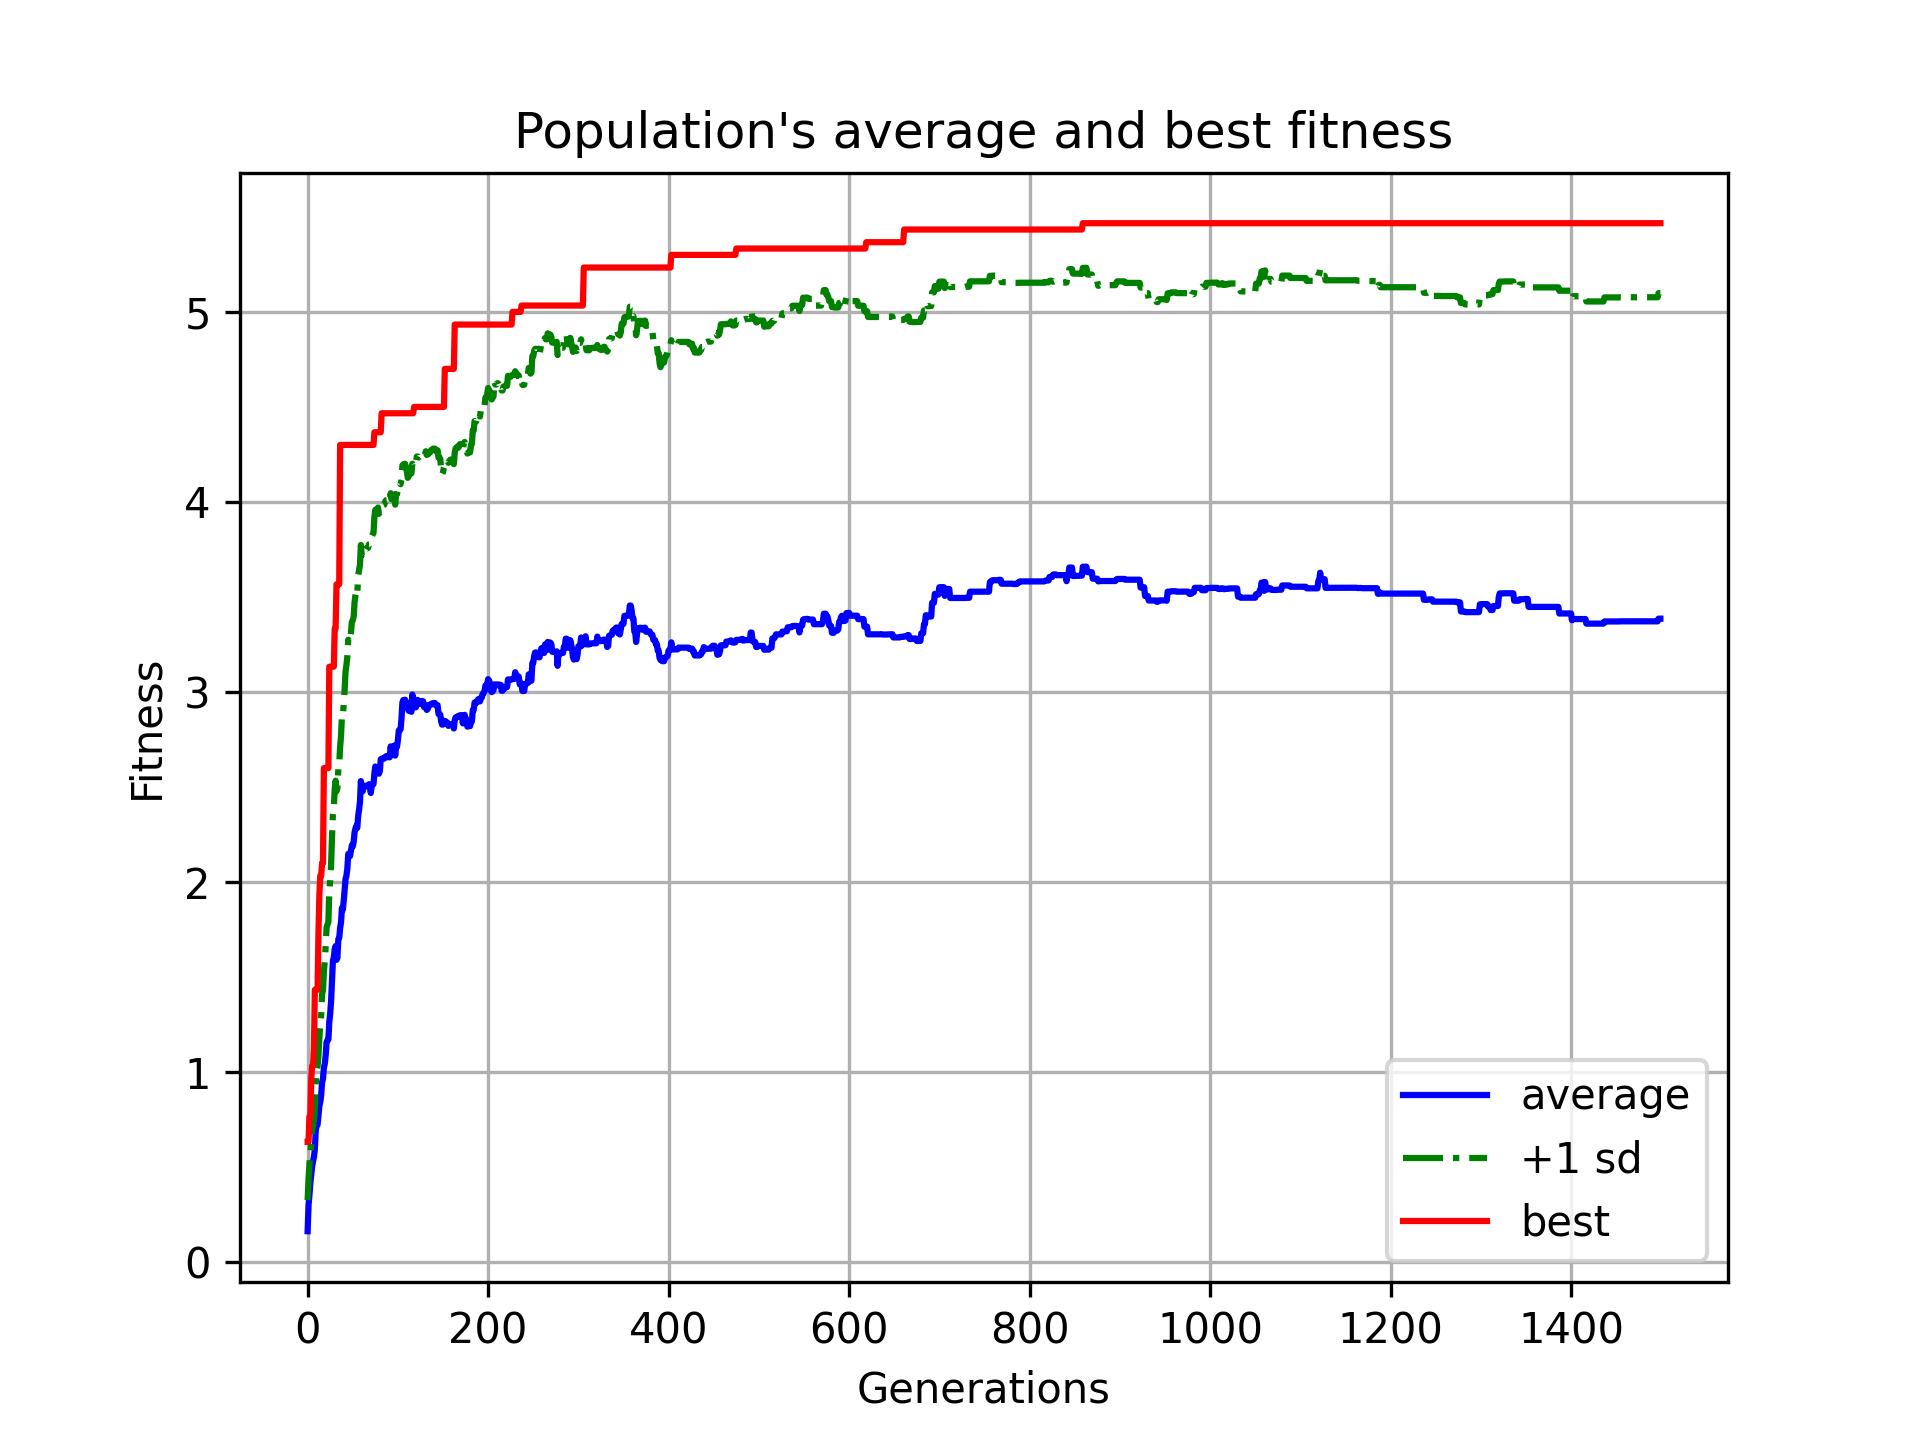 Population's average and best fitness
Fitness
5
4
3
2
1
0
0 200 400 600 800 1000 1200 1400
Generations
average
+1 sd
best